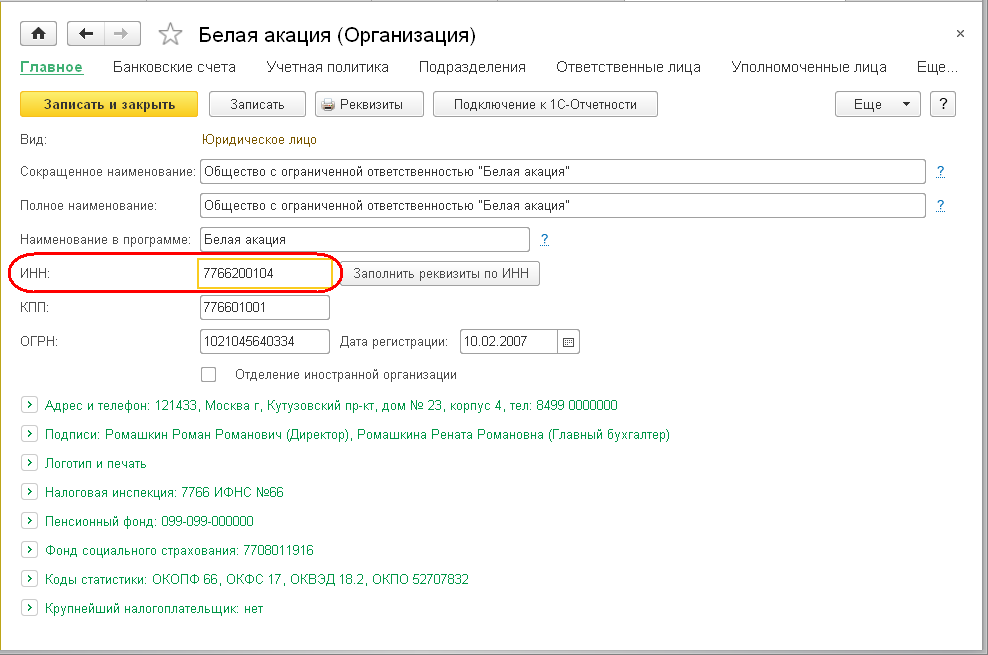 Белая акация (Организация)
Главное Банковские счета Учетная политика Подразделения Ответственные лица Уполномоченные лица Еще...
Записать и закрыть Записать Реквизиты Подключение к 1С-Отчетности Еще ?
Вид: Юридическое лицо
Сокращенное наименование: Общество с ограниченной ответственностью "Белая акация" ?
Полное наименование: Общество с ограниченной ответственностью "Белая акация" ?
Наименование в программе: Белая акация ?
ИНН: 7766200104 Заполнить реквизиты по ИНН
КПП: 776601001
ОГРН: 1021045640334 Дата регистрации: 10.02.2007
Отделение иностранной организации
Адрес и телефон: 121433, Москва г, Кутузовский пр-кт, дом № 23, корпус 4, тел: 8499 0000000
Подписи: Ромашкин Роман Романович (Директор), Ромашкина Рената Романовна (Главный бухгалтер)
Логотип и печать
Налоговая инспекция: 7766 ИФНС №66
Пенсионный фонд: 099-099-000000
Фонд социального страхования: 7708011916
Коды статистики: ОКОПФ 66, ОКФС 17, ОКВЭД 18.2, ОКПО 52707832
Крупнейший налогоплательщик: нет